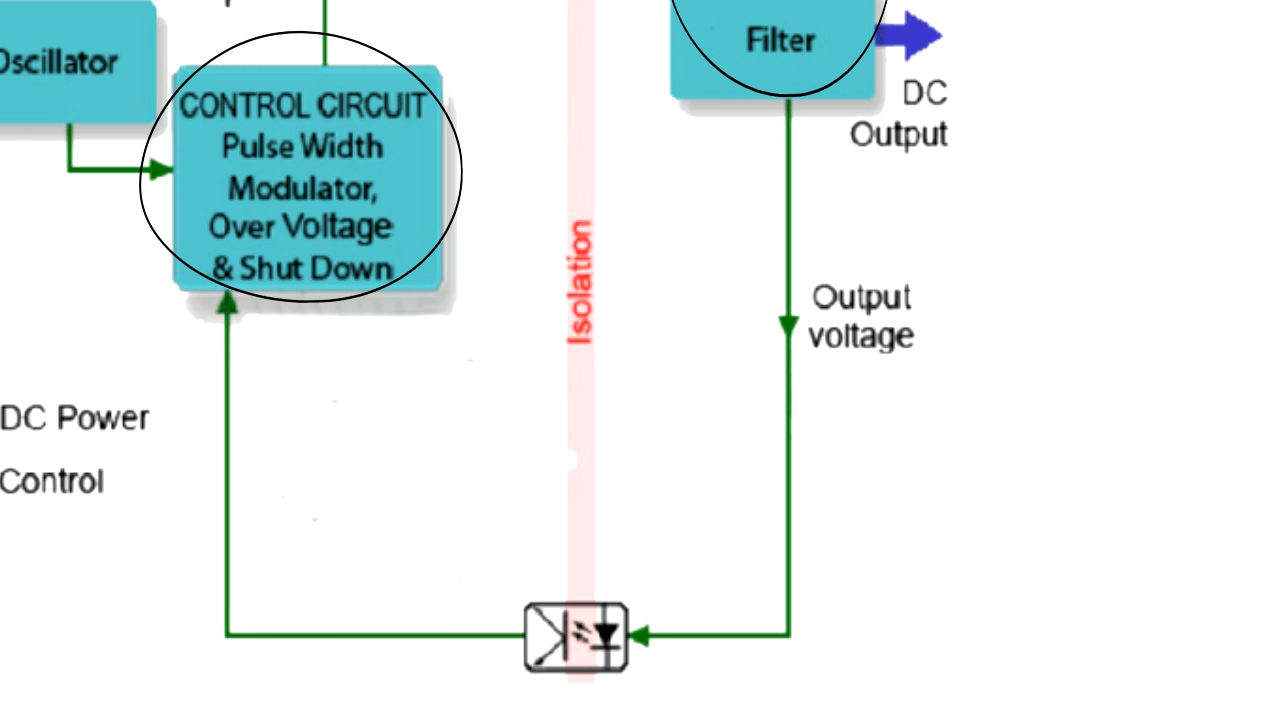 Filter
Oscillator
DC
Output
CONTROL CIRCUIT
Pulse Width
Modulator,
Over Voltage
& Shut Down
Isolation
Output
voltage
DC Power
Control